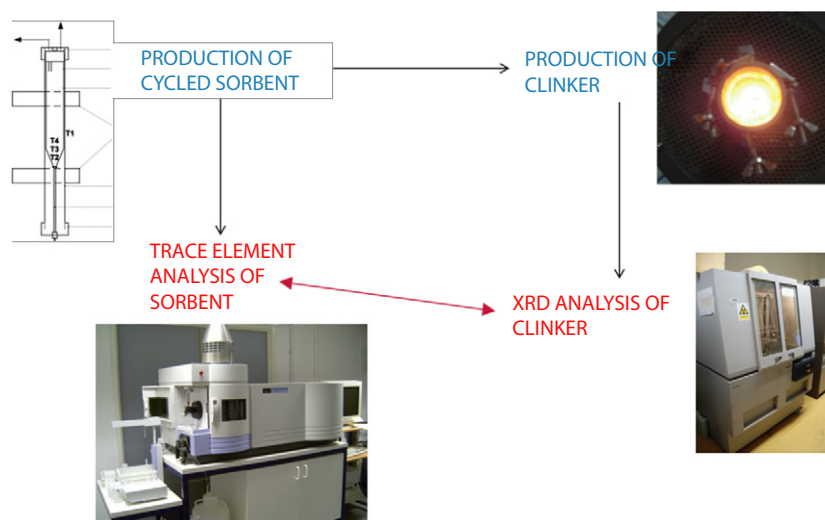 PRODUCTION OF
CYCLED SORBENT
PRODUCTION OF
CLINKER
T1
T4
T3
T2
TRACE ELEMENT
ANALYSIS OF
SORBENT
XRD ANALYSIS OF
CLINKER